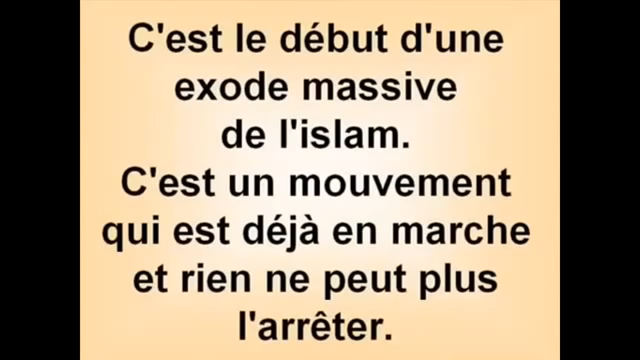 C'est le début d'une
exode massive
de l'islam.
C'est un mouvement
qui est déjà en marche
et rien ne peut plus
l'arrêter.